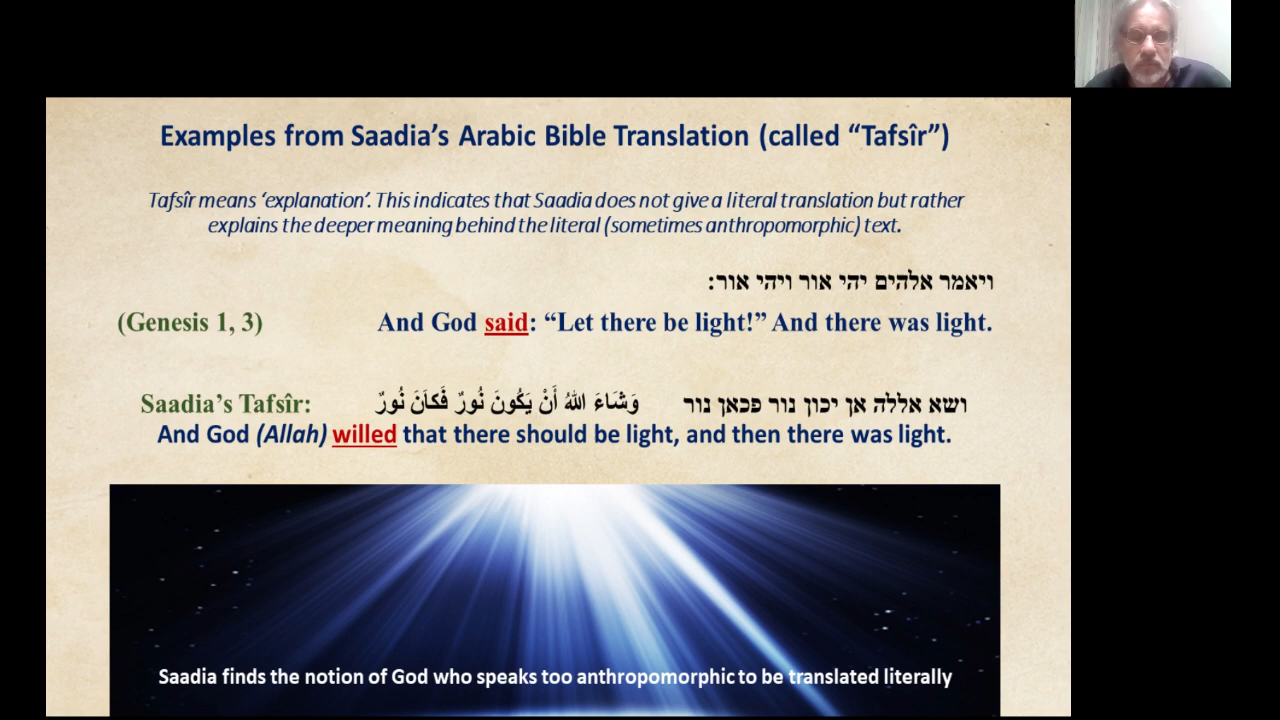 Examples from Saadia’s Arabic Bible Translation (called “Tafsîr”)
Tafsîr means ‘explanation’. This indicates that Saadia does not give a literal translation but rather
explains the deeper meaning behind the literal (sometimes anthropomorphic) text.
ויאמר אלהים יהי אור ויהי אור:
(Genesis 1, 3) And God said: “Let there be light!” And there was light.
Saadia’s Tafsîr: وَشَاءَ اللهُ أَنْ يَكُونَ نُورٌ فَكاَنَ نُورٌ ושא אללה אן יכון נור פכאן נור
And God (Allah) willed that there should be light, and then there was light.
Saadia finds the notion of God who speaks too anthropomorphic to be translated literally